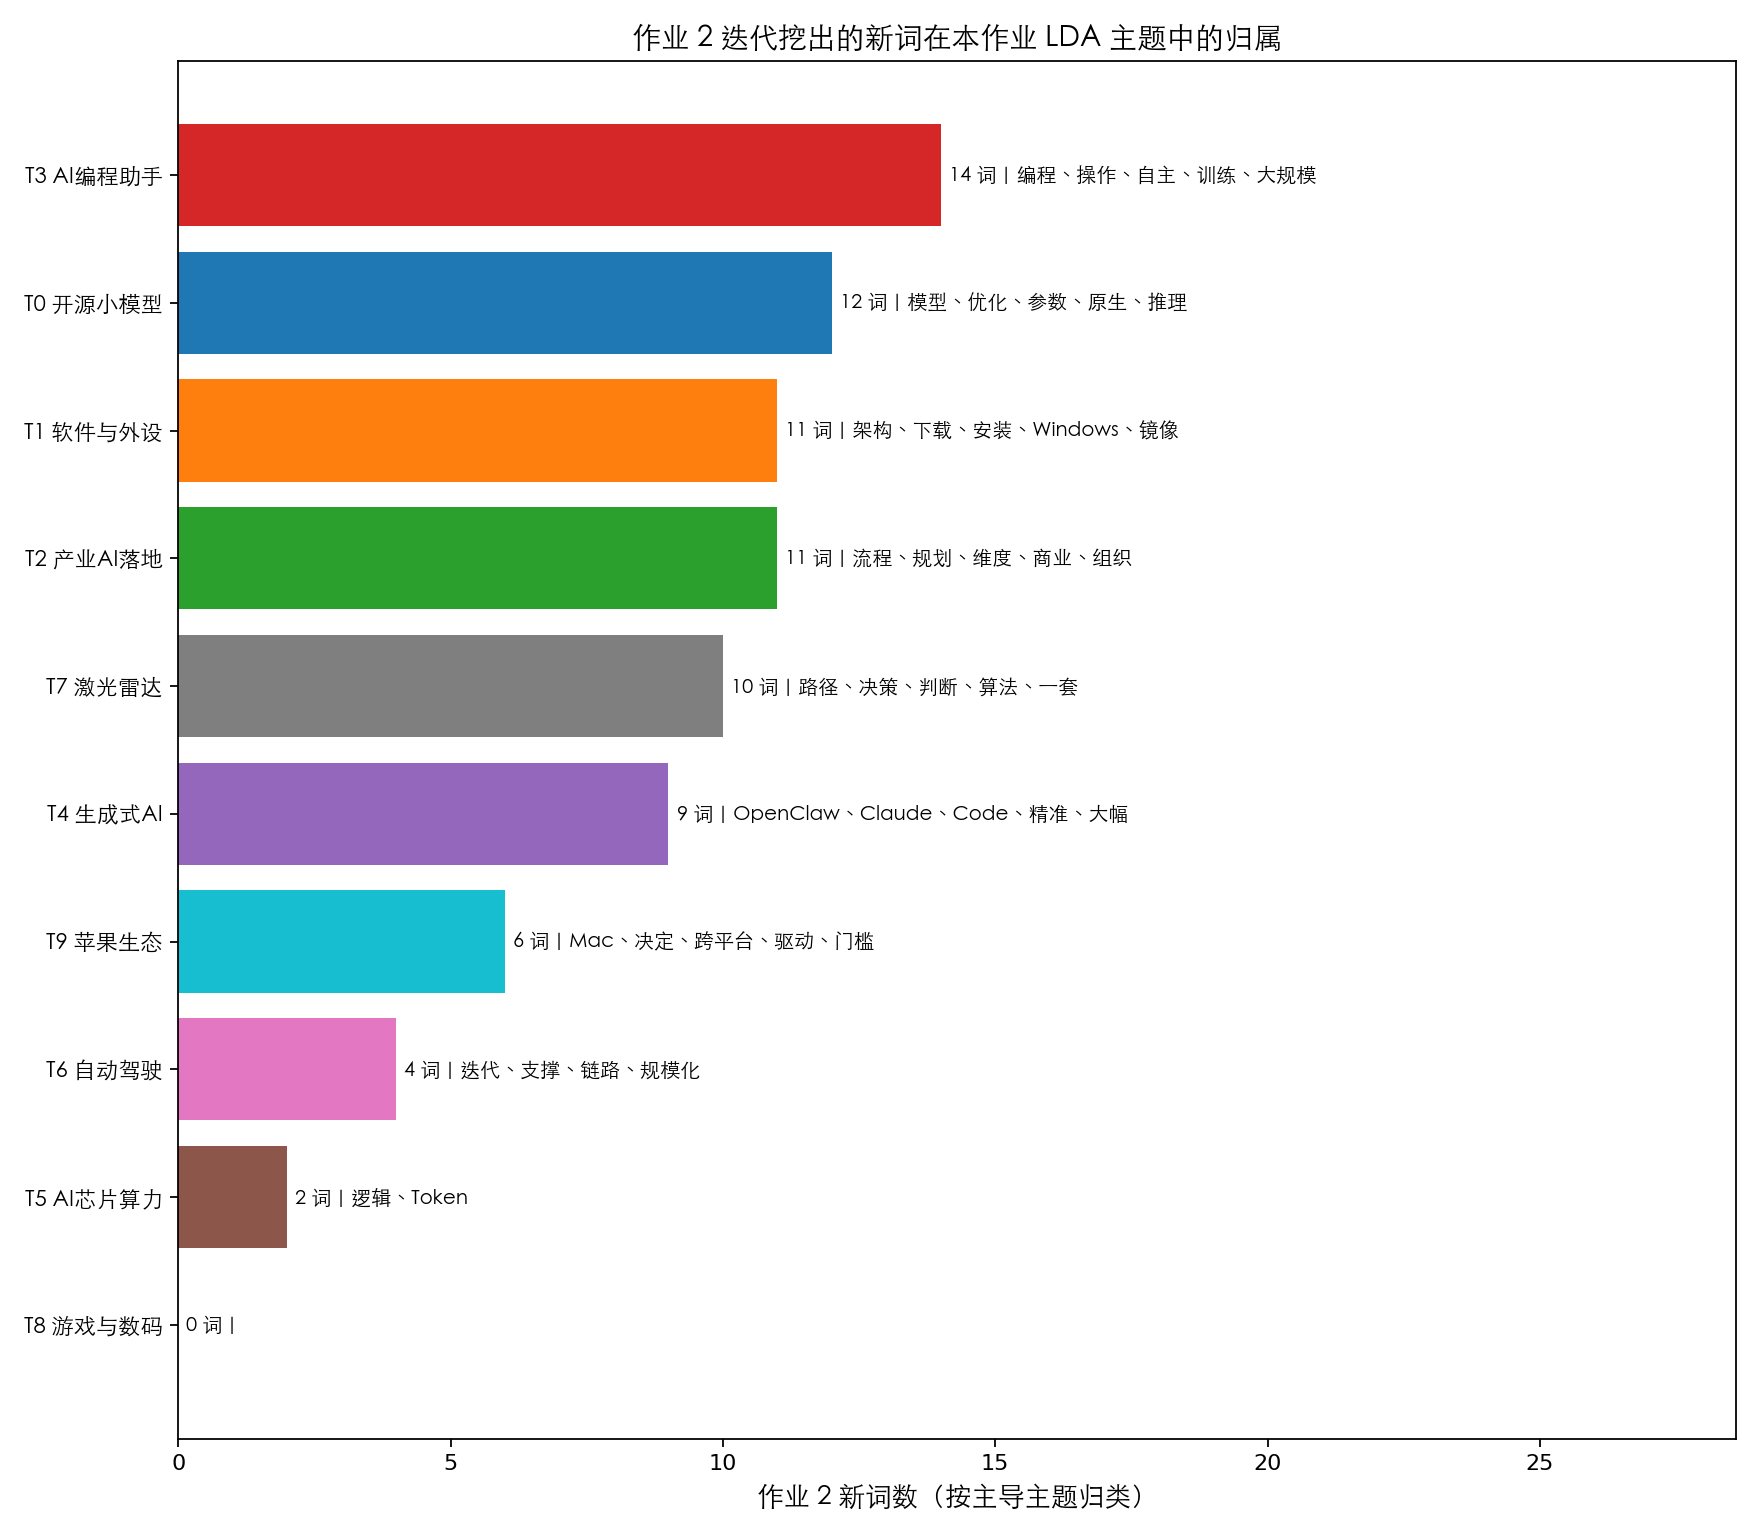 作业 2 迭代挖出的新词在本作业 LDA 主题中的归属
T3 AI编程助手
14 词 | 编程、操作、自主、训练、大规模
T0 开源小模型
12 词 | 模型、优化、参数、原生、推理
T1 软件与外设
11 词 | 架构、下载、安装、Windows、镜像
T2 产业AI落地
11 词 | 流程、规划、维度、商业、组织
T7 激光雷达
10 词 | 路径、决策、判断、算法、一套
T4 生成式AI
9 词 | OpenClaw、Claude、Code、精准、大幅
T9 苹果生态
6 词 | Mac、决定、跨平台、驱动、门槛
T6 自动驾驶
4 词 | 迭代、支撑、链路、规模化
T5 AI芯片算力
2 词 | 逻辑、Token
T8 游戏与数码
0 词 |
0 5 10 15 20 25
作业 2 新词数（按主导主题归类）